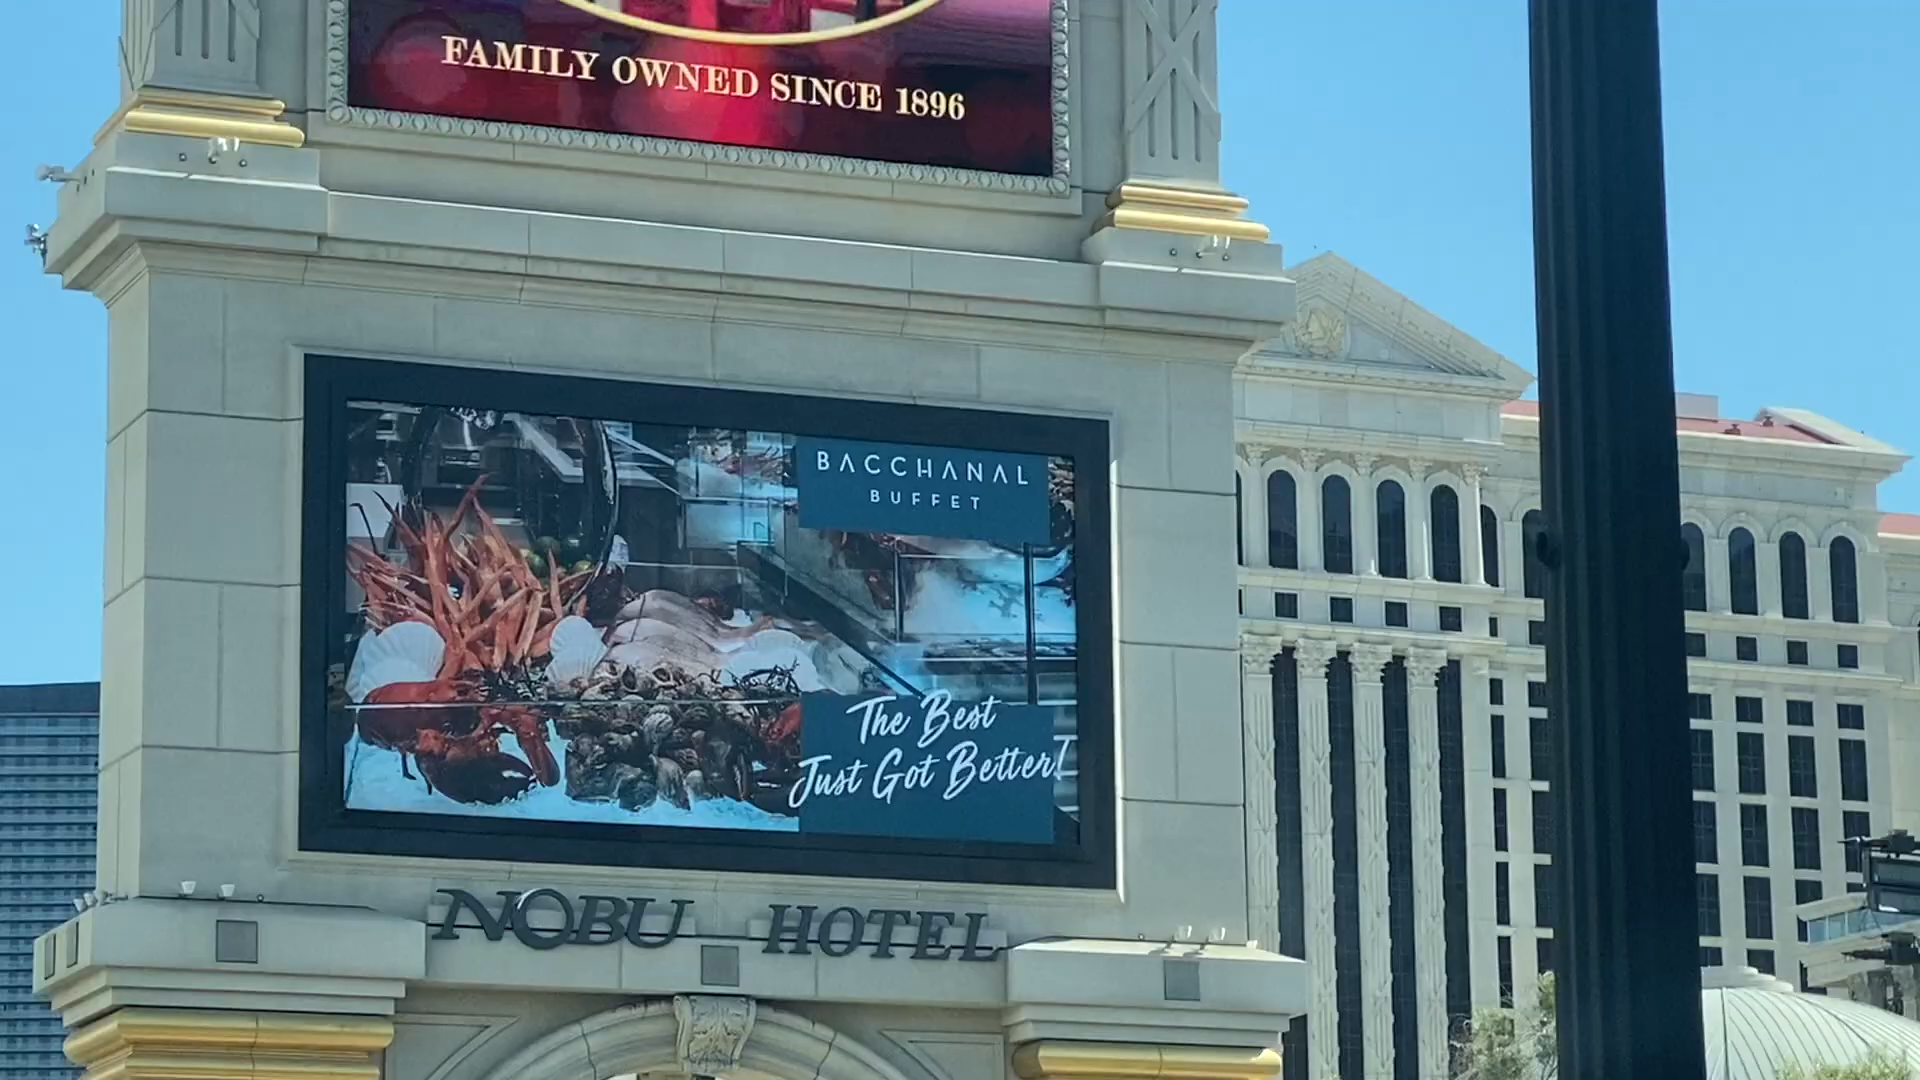 FAMILY OWNED SINCE 1896
BACCHANAL
BUFFET
The Best
Just Got Better!
NOBU HOTEL